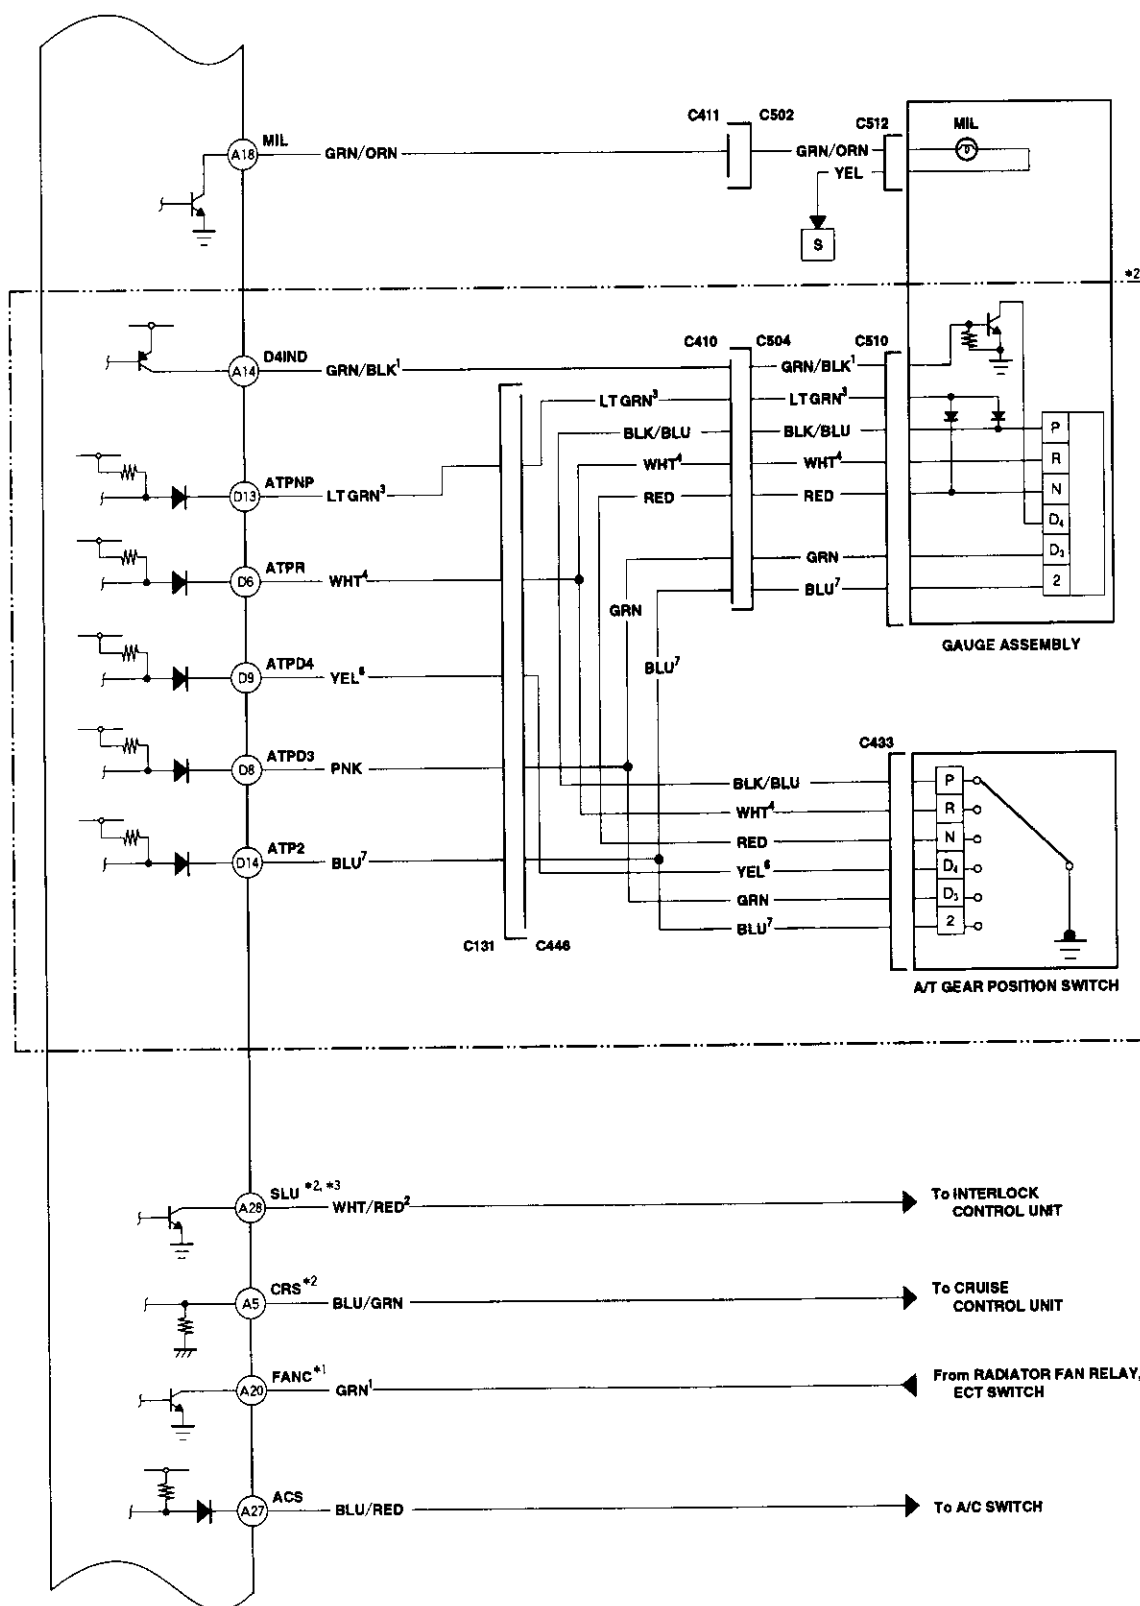 C411 C502
C512
MIL
MIL
A18
GRN/ORN
GRN/ORN
YEL
S
*2
C410 C504
C510
D4IND
A14
GRN/BLK¹
GRN/BLK¹
LT GRN³
LT GRN³
BLK/BLU
BLK/BLU
P
WHT⁴
WHT⁴
R
ATPNP
D13
LT GRN³
RED
RED
N
D₄
GRN
D₃
ATPR
D6
WHT⁴
BLU⁷
2
GRN
GAUGE ASSEMBLY
BLU⁷
ATPD4
D9
YEL⁶
C433
ATPD3
D8
PNK
BLK/BLU
P
WHT⁴
R
RED
N
ATP2
D14
BLU⁷
YEL⁶
D₄
GRN
D₃
BLU⁷
2
C131 C446
A/T GEAR POSITION SWITCH
SLU *2, *3
A28
WHT/RED²
To INTERLOCK
CONTROL UNIT
CRS *2
A5
BLU/GRN
To CRUISE
CONTROL UNIT
FANC *1
A20
GRN¹
From RADIATOR FAN RELAY,
ECT SWITCH
ACS
A27
BLU/RED
To A/C SWITCH